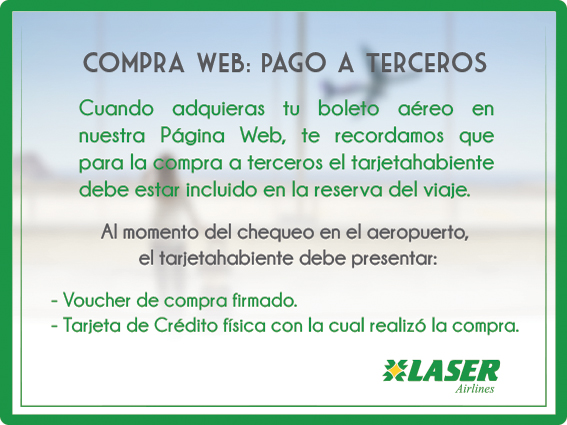 COMPRA WEB: PAGO A TERCEROS
Cuando adquieras tu boleto aéreo en
nuestra Página Web, te recordamos que
para la compra a terceros el tarjetahabiente
debe estar incluido en la reserva del viaje.
Al momento del chequeo en el aeropuerto,
el tarjetahabiente debe presentar:
- Voucher de compra firmado.
- Tarjeta de Crédito física con la cual realizó la compra.
LASER
Airlines